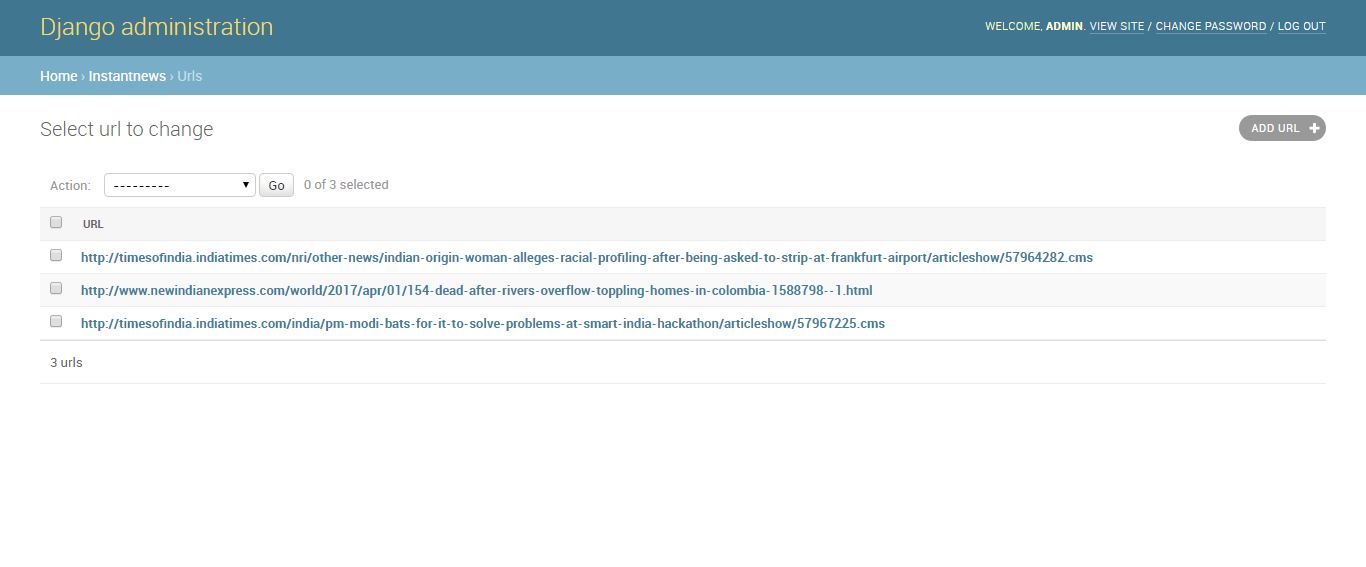 Django administration
WELCOME, ADMIN. VIEW SITE / CHANGE PASSWORD / LOG OUT
Home › Instantnews › Urls
Select url to change
ADD URL +
Action: --------- Go 0 of 3 selected
URL
http://timesofindia.indiatimes.com/nri/other-news/indian-origin-woman-alleges-racial-profiling-after-being-asked-to-strip-at-frankfurt-airport/articleshow/57964282.cms
http://www.newindianexpress.com/world/2017/apr/01/154-dead-after-rivers-overflow-toppling-homes-in-colombia-1588798--1.html
http://timesofindia.indiatimes.com/india/pm-modi-bats-for-it-to-solve-problems-at-smart-india-hackathon/articleshow/57967225.cms
3 urls